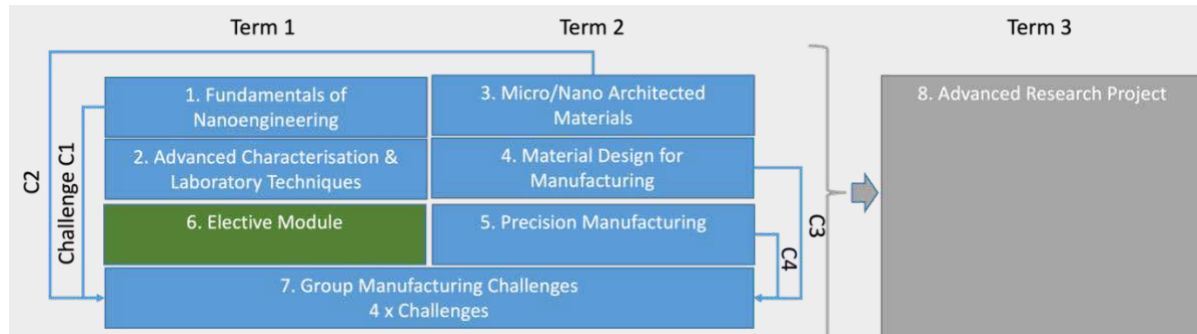 Term 1
Term 2
Term 3
1. Fundamentals of
Nanoengineering
3. Micro/Nano Architected
Materials
8. Advanced Research Project
C2
Challenge C1
2. Advanced Characterisation &
Laboratory Techniques
4. Material Design for
Manufacturing
6. Elective Module
5. Precision Manufacturing
C4
C3
7. Group Manufacturing Challenges
4 x Challenges